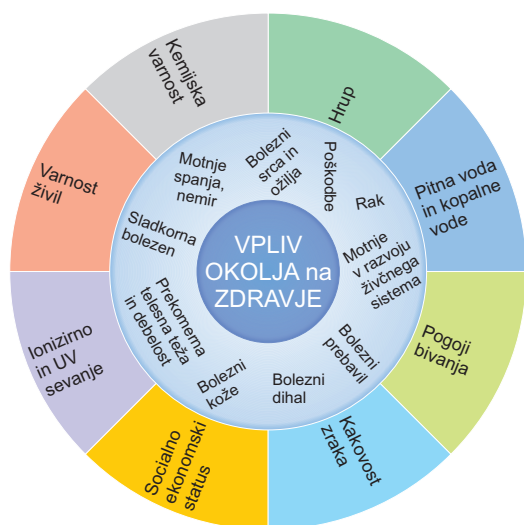 VPLIV
OKOLJA na
ZDRAVJE
Bolezni
srca in
ožilja
Poškodbe
Rak
Motnje
v razvoju
živčnega
sistema
Bolezni
prebavil
Bolezni
dihal
Bolezni
kože
Prekomerna
telesna teža
in debelost
Sladkorna
bolezen
Motnje
spanja,
nemir
Hrup
Pitna voda
in kopalne
vode
Pogoji
bivanja
Kakovost
zraka
Socialno
ekonomski
status
Ionizirno
in UV
sevanje
Varnost
živil
Kemijska
varnost